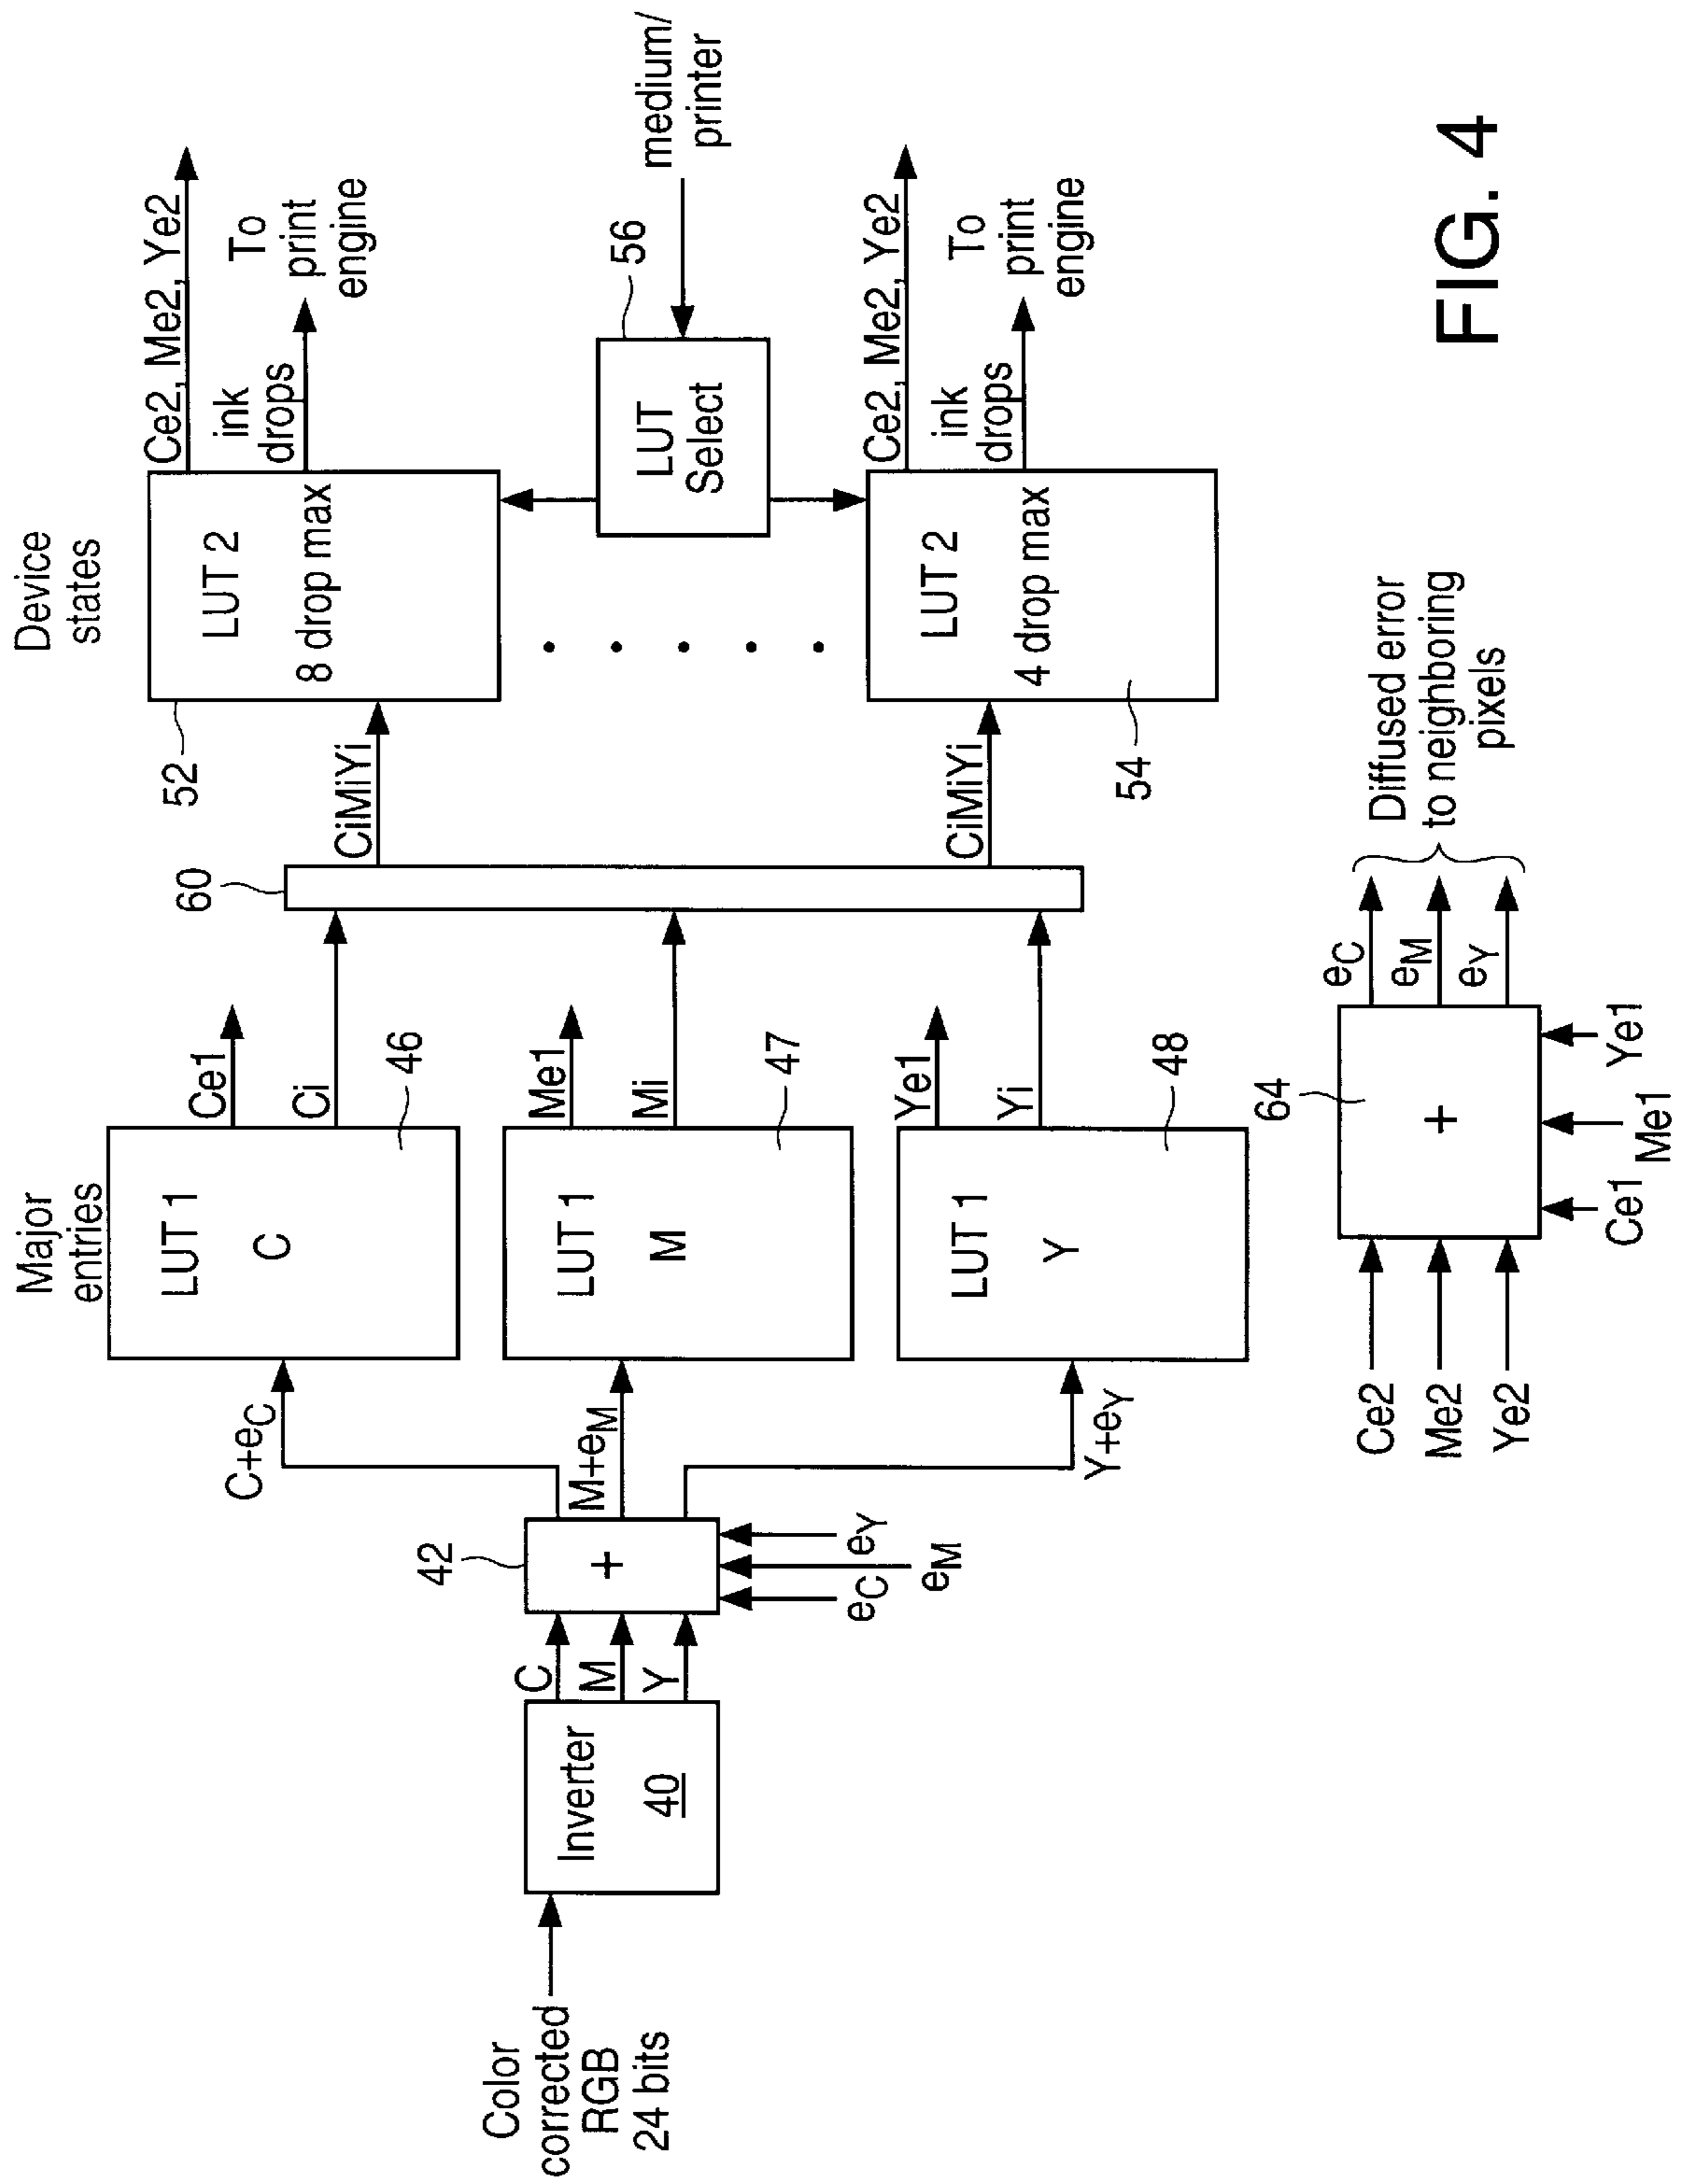 Color
corrected
RGB
24 bits
Inverter
40
C
M
Y
42
+
eC
eM
eY
C+eC
M+eM
Y+eY
Major
entries
LUT 1
C
46
Ce1
Ci
LUT 1
M
47
Me1
Mi
LUT 1
Y
48
Ye1
Yi
60
CiMiYi
CiMiYi
Device
states
52
LUT 2
8 drop max
Ce2, Me2, Ye2
ink
drops
To
print
engine
LUT
Select
56
medium/
printer
LUT 2
4 drop max
54
Ce2, Me2, Ye2
ink
drops
To
print
engine
Ce2
Me2
Ye2
64
+
Ce1
Me1
Ye1
eC
eM
eY
Diffused error
to neighboring
pixels
FIG. 4